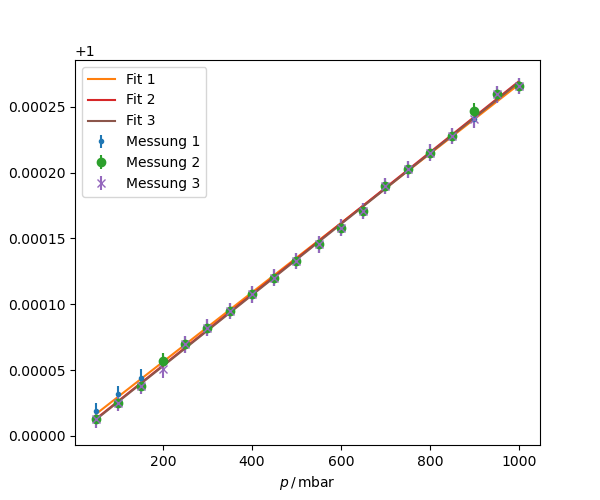 +1
Fit 1
Fit 2
Fit 3
Messung 1
Messung 2
Messung 3
0.00025
0.00020
0.00015
0.00010
0.00005
0.00000
200 400 600 800 1000
p / mbar